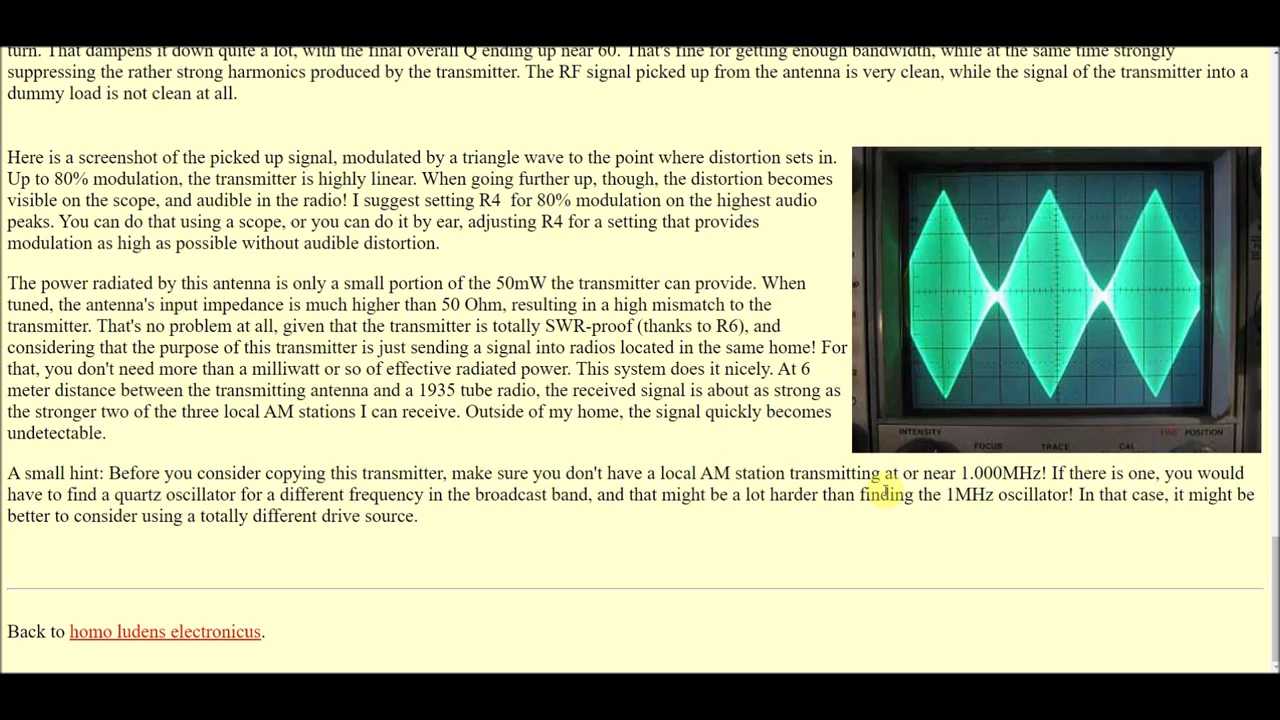 turn. That dampens it down quite a lot, with the final overall Q ending up near 60. That's fine for getting enough bandwidth, while at the same time strongly
suppressing the rather strong harmonics produced by the transmitter. The RF signal picked up from the antenna is very clean, while the signal of the transmitter into a
dummy load is not clean at all.
Here is a screenshot of the picked up signal, modulated by a triangle wave to the point where distortion sets in.
Up to 80% modulation, the transmitter is highly linear. When going further up, though, the distortion becomes
visible on the scope, and audible in the radio! I suggest setting R4 for 80% modulation on the highest audio
peaks. You can do that using a scope, or you can do it by ear, adjusting R4 for a setting that provides
modulation as high as possible without audible distortion.
The power radiated by this antenna is only a small portion of the 50mW the transmitter can provide. When
tuned, the antenna's input impedance is much higher than 50 Ohm, resulting in a high mismatch to the
transmitter. That's no problem at all, given that the transmitter is totally SWR-proof (thanks to R6), and
considering that the purpose of this transmitter is just sending a signal into radios located in the same home! For
that, you don't need more than a milliwatt or so of effective radiated power. This system does it nicely. At 6
meter distance between the transmitting antenna and a 1935 tube radio, the received signal is about as strong as
the stronger two of the three local AM stations I can receive. Outside of my home, the signal quickly becomes
undetectable.
INTENSITY
FOCUS
TRACE
CAL
FINE POSITION
A small hint: Before you consider copying this transmitter, make sure you don't have a local AM station transmitting at or near 1.000MHz! If there is one, you would
have to find a quartz oscillator for a different frequency in the broadcast band, and that might be a lot harder than finding the 1MHz oscillator! In that case, it might be
better to consider using a totally different drive source.
Back to homo ludens electronicus.